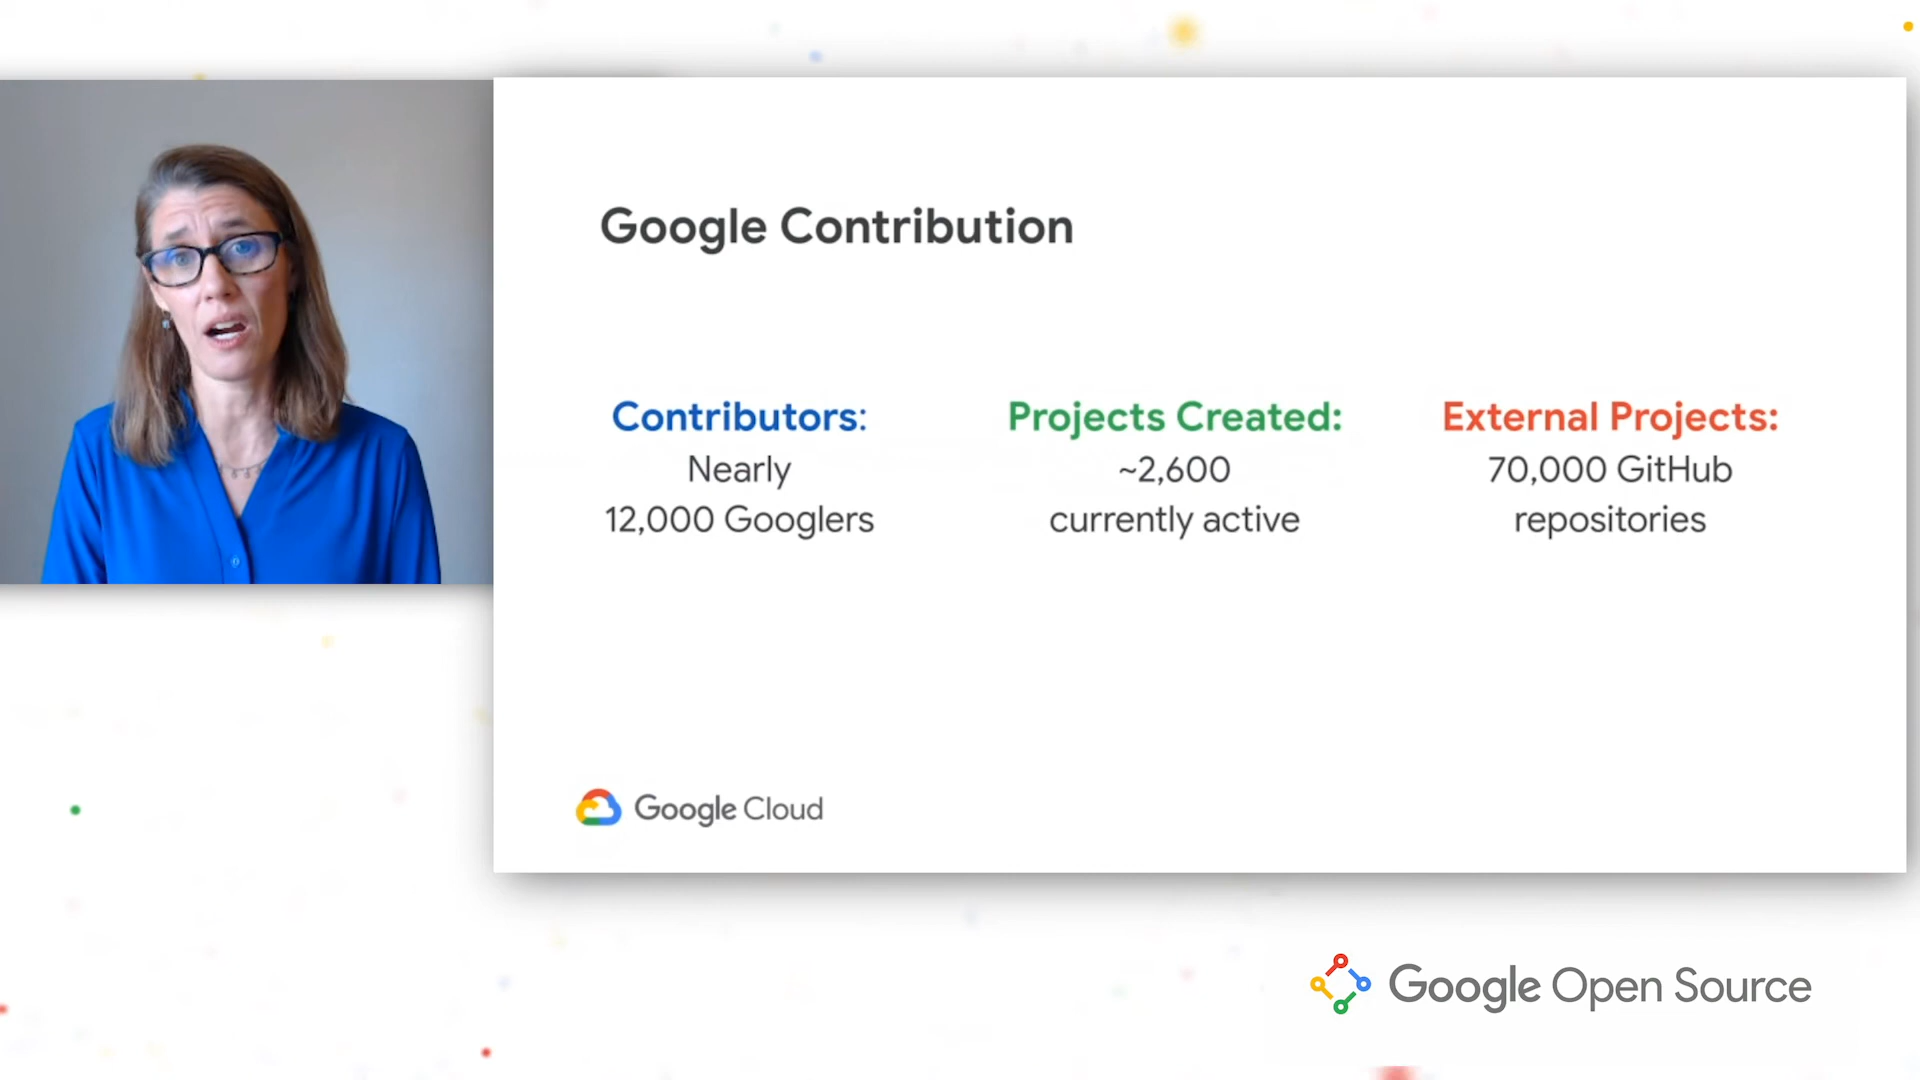 Google Contribution
Contributors:
Nearly
12,000 Googlers
Projects Created:
~2,600
currently active
External Projects:
70,000 GitHub
repositories
Google Cloud
Google Open Source